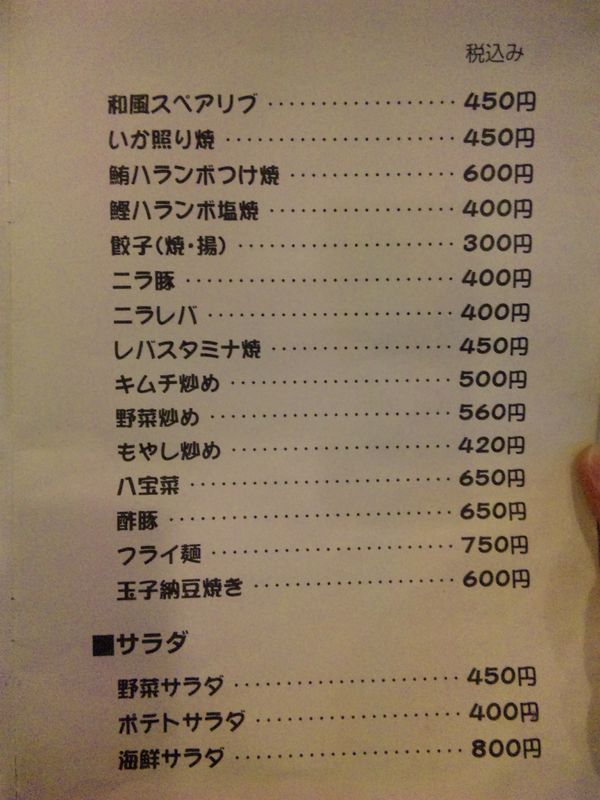 税込み
和風スペアリブ ·················· 450円
いか照り焼 ······················ 450円
鮪ハランボつけ焼 ················ 600円
鰹ハランボ塩焼 ·················· 400円
餃子(焼・揚) ····················· 300円
ニラ豚 ·························· 400円
ニラレバ ························ 400円
レバスタミナ焼 ·················· 450円
キムチ炒め ······················ 500円
野菜炒め ························ 560円
もやし炒め ······················ 420円
八宝菜 ·························· 650円
酢豚 ···························· 650円
フライ麺 ························ 750円
玉子納豆焼き ···················· 600円
■サラダ
野菜サラダ ······················ 450円
ポテトサラダ ···················· 400円
海鮮サラダ ······················ 800円